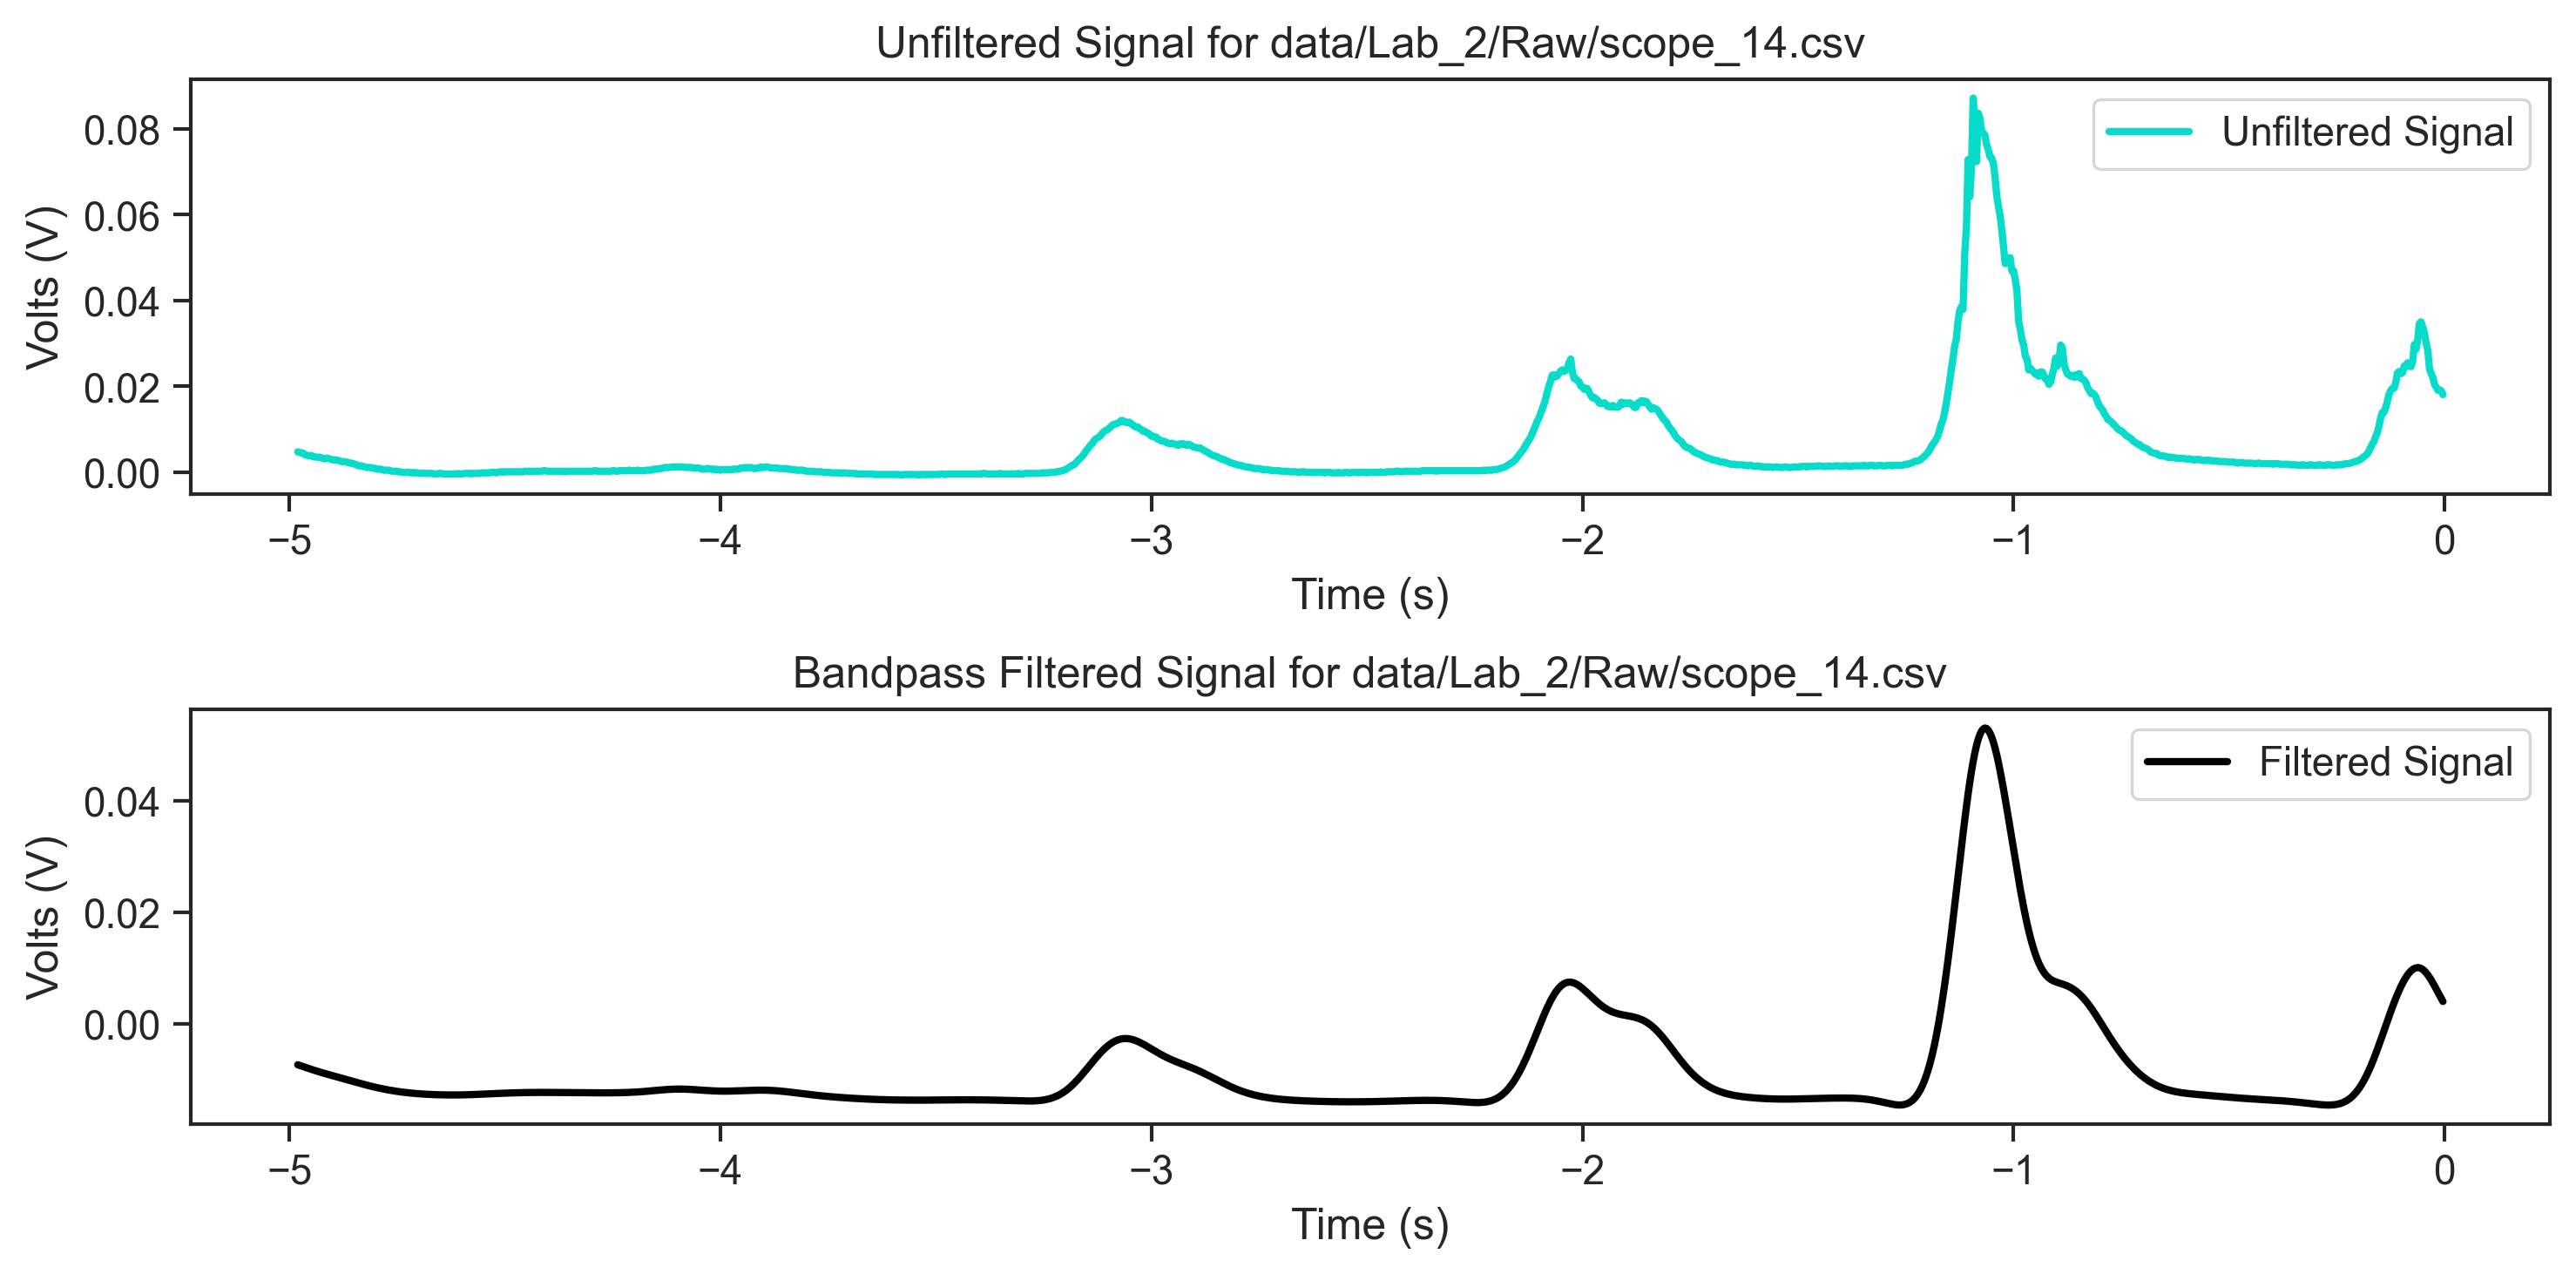 Unfiltered Signal for data/Lab_2/Raw/scope_14.csv
Volts (V)
0.08
0.06
0.04
0.02
0.00
Unfiltered Signal
−5 −4 −3 −2 −1 0
Time (s)
Bandpass Filtered Signal for data/Lab_2/Raw/scope_14.csv
Volts (V)
0.04
0.02
0.00
Filtered Signal
−5 −4 −3 −2 −1 0
Time (s)